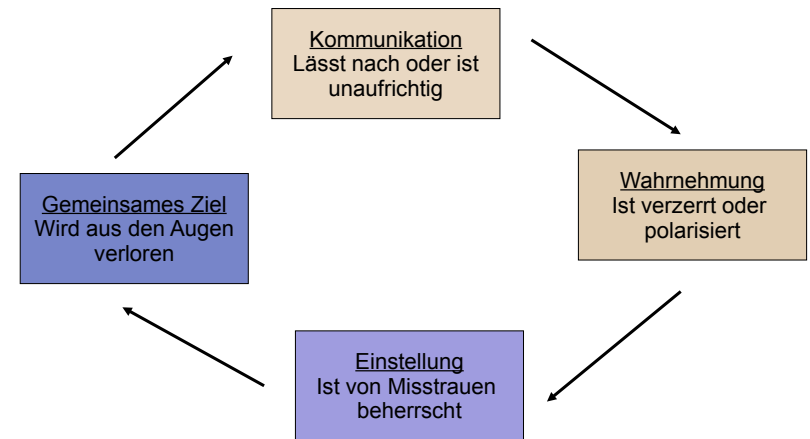 Kommunikation
Lässt nach oder ist
unaufrichtig
Wahrnehmung
Ist verzerrt oder
polarisiert
Einstellung
Ist von Misstrauen
beherrscht
Gemeinsames Ziel
Wird aus den Augen
verloren